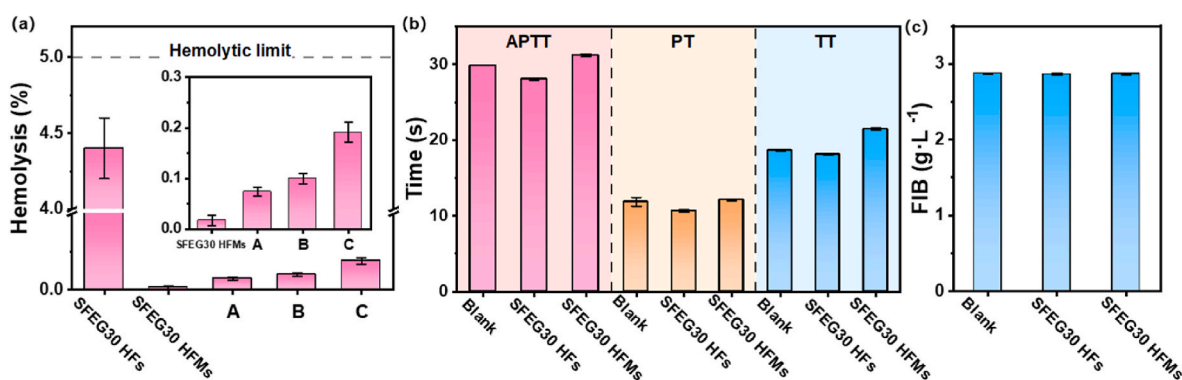 (a)
Hemolysis (%)
5.0
4.5
4.0
0.0
Hemolytic limit
0.3
0.2
0.1
0.0
SFEG30 HFMs
A
B
C
SFEG30 HFs
SFEG30 HFMs
A
B
C
(b)
Time (s)
30
20
10
0
APTT
PT
TT
Blank
SFEG30 HFs
SFEG30 HFMs
Blank
SFEG30 HFs
SFEG30 HFMs
Blank
SFEG30 HFs
SFEG30 HFMs
(c)
FIB (g·L⁻¹)
3
2
1
0
Blank
SFEG30 HFs
SFEG30 HFMs